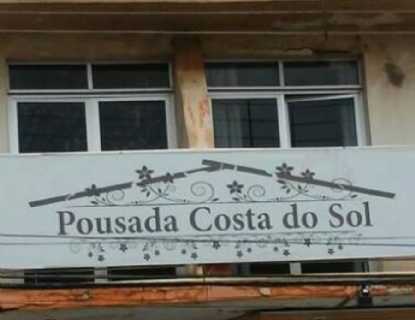 Pousada Costa do Sol